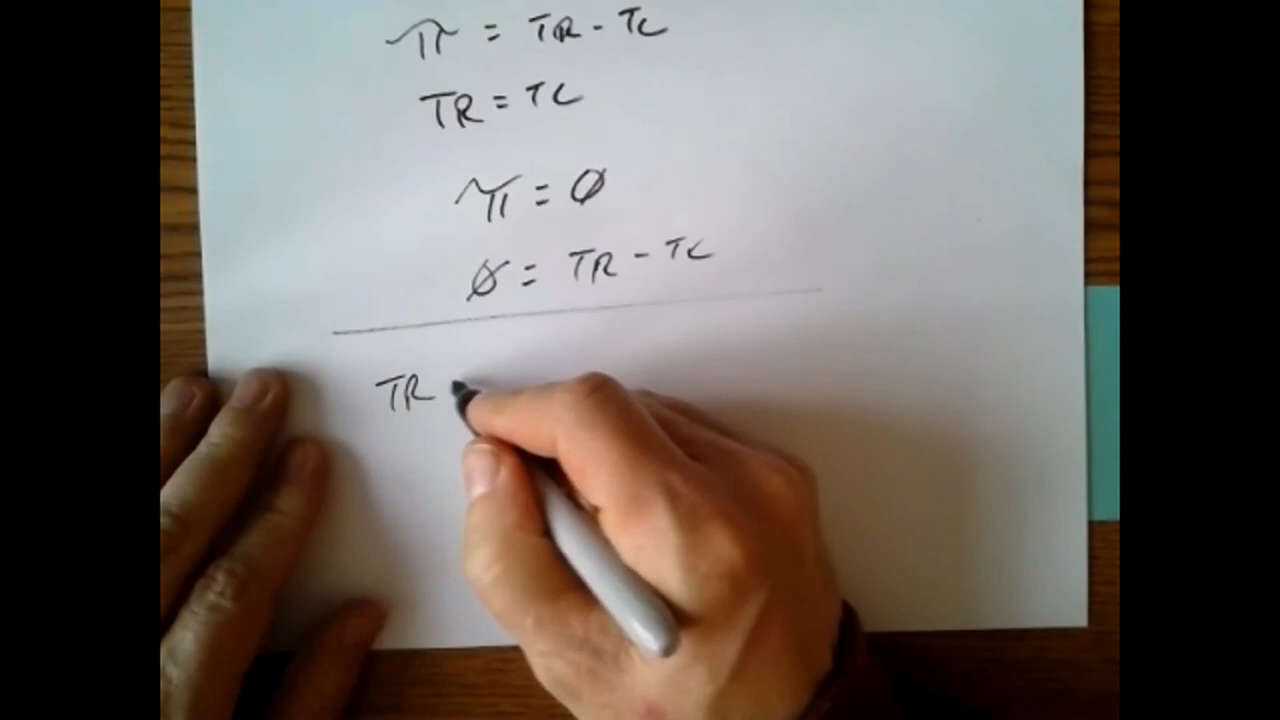 π = TR - TC
TR = TC
π = Ø
Ø = TR - TC
TR